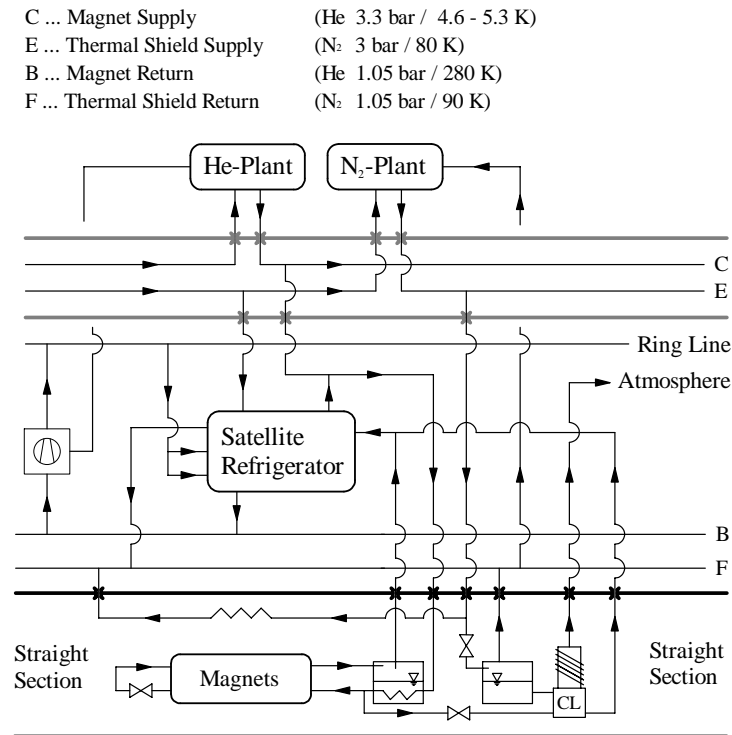 C ... Magnet Supply (He 3.3 bar / 4.6 - 5.3 K)
E ... Thermal Shield Supply (N₂ 3 bar / 80 K)
B ... Magnet Return (He 1.05 bar / 280 K)
F ... Thermal Shield Return (N₂ 1.05 bar / 90 K)
He-Plant
N₂-Plant
C
E
Ring Line
Atmosphere
Satellite
Refrigerator
B
F
Straight
Section
Magnets
CL
Straight
Section